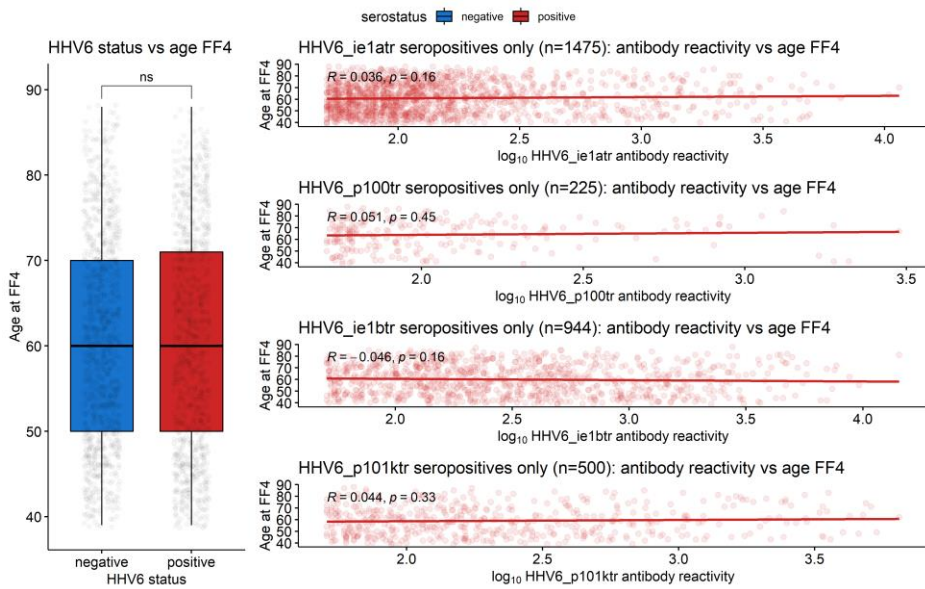 serostatus negative positive
HHV6 status vs age FF4
ns
Age at FF4
90
80
70
60
50
40
negative positive
HHV6 status
HHV6_ie1atr seropositives only (n=1475): antibody reactivity vs age FF4
R = 0.036, p = 0.16
Age at FF4
90
80
70
60
50
40
2.0 2.5 3.0 3.5 4.0
log₁₀ HHV6_ie1atr antibody reactivity
HHV6_p100tr seropositives only (n=225): antibody reactivity vs age FF4
R = 0.051, p = 0.45
Age at FF4
90
80
70
60
50
40
2.0 2.5 3.0 3.5
log₁₀ HHV6_p100tr antibody reactivity
HHV6_ie1btr seropositives only (n=944): antibody reactivity vs age FF4
R = −0.046, p = 0.16
Age at FF4
90
80
70
60
50
40
2.0 2.5 3.0 3.5 4.0
log₁₀ HHV6_ie1btr antibody reactivity
HHV6_p101ktr seropositives only (n=500): antibody reactivity vs age FF4
R = 0.044, p = 0.33
Age at FF4
90
80
70
60
50
40
2.0 2.5 3.0 3.5
log₁₀ HHV6_p101ktr antibody reactivity